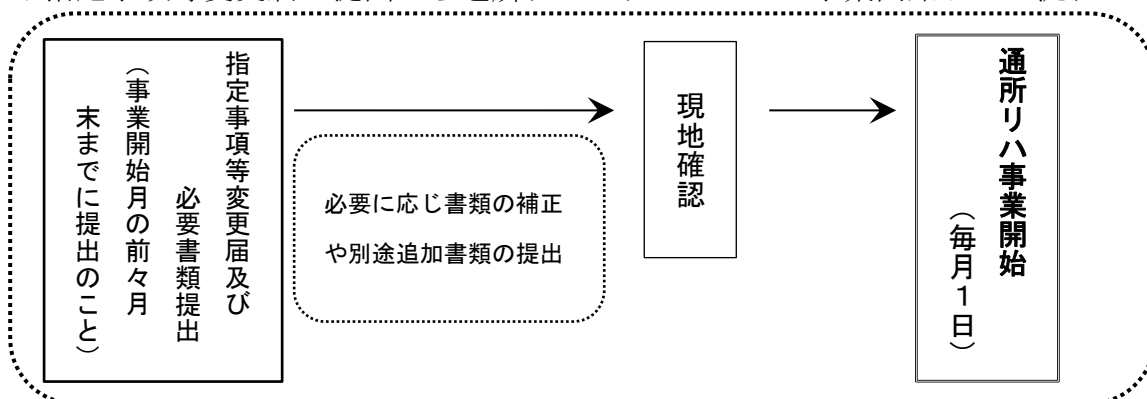 指定事項等変更届及び
必要書類提出
（事業開始月の前々月
末までに提出のこと）
必要に応じ書類の補正
や別途追加書類の提出
現地確認
通所リハ事業開始
（毎月１日）